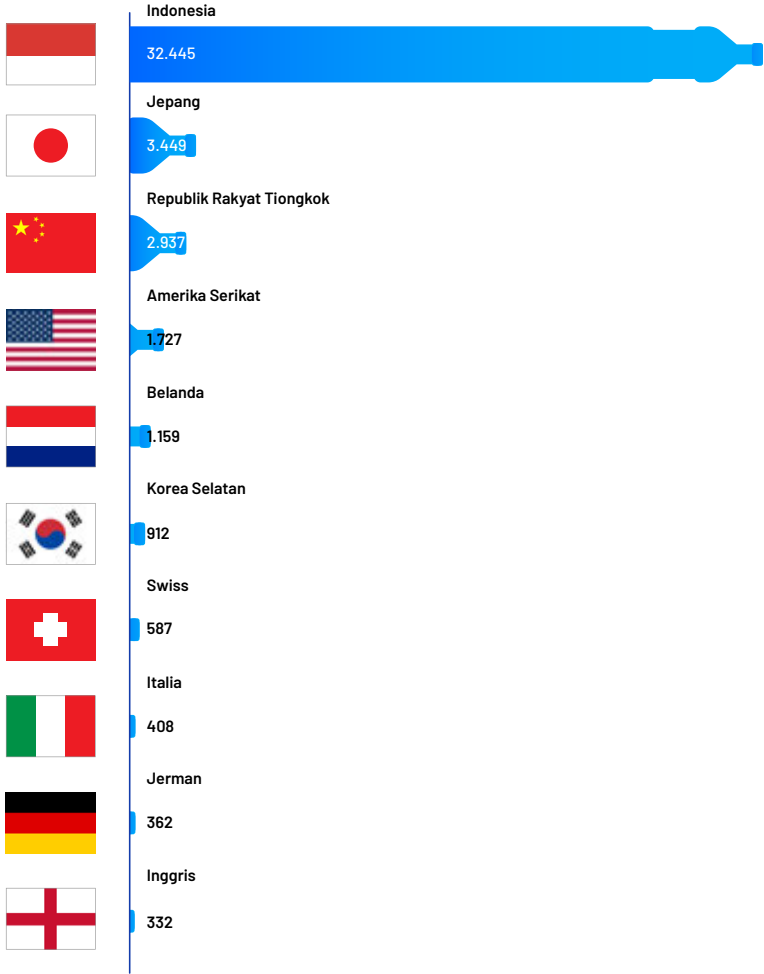 Indonesia
32.445
Jepang
3.449
Republik Rakyat Tiongkok
2.937
Amerika Serikat
1.727
Belanda
1.159
Korea Selatan
912
Swiss
587
Italia
408
Jerman
362
Inggris
332